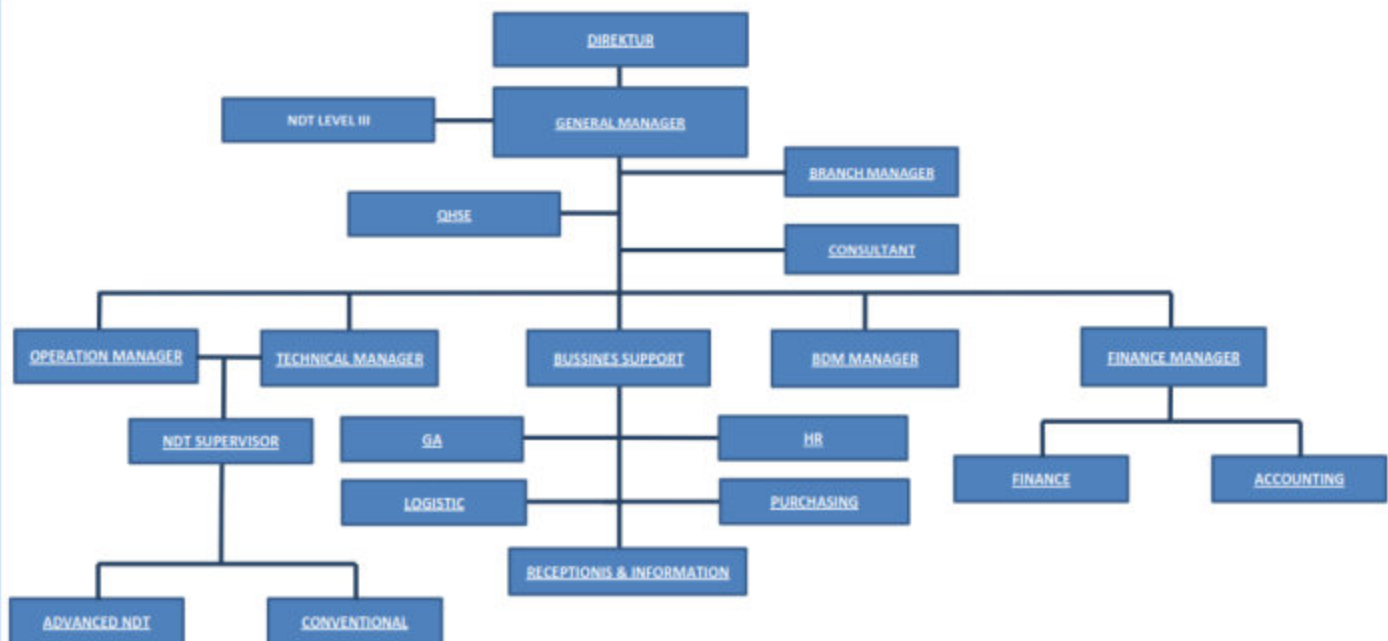 DIREKTUR
NDT LEVEL III
GENERAL MANAGER
BRANCH MANAGER
QHSE
CONSULTANT
OPERATION MANAGER
TECHNICAL MANAGER
BUSSINES SUPPORT
BDM MANAGER
FINANCE MANAGER
NDT SUPERVISOR
GA
HR
FINANCE
ACCOUNTING
LOGISTIC
PURCHASING
RECEPTIONIS & INFORMATION
ADVANCED NDT
CONVENTIONAL